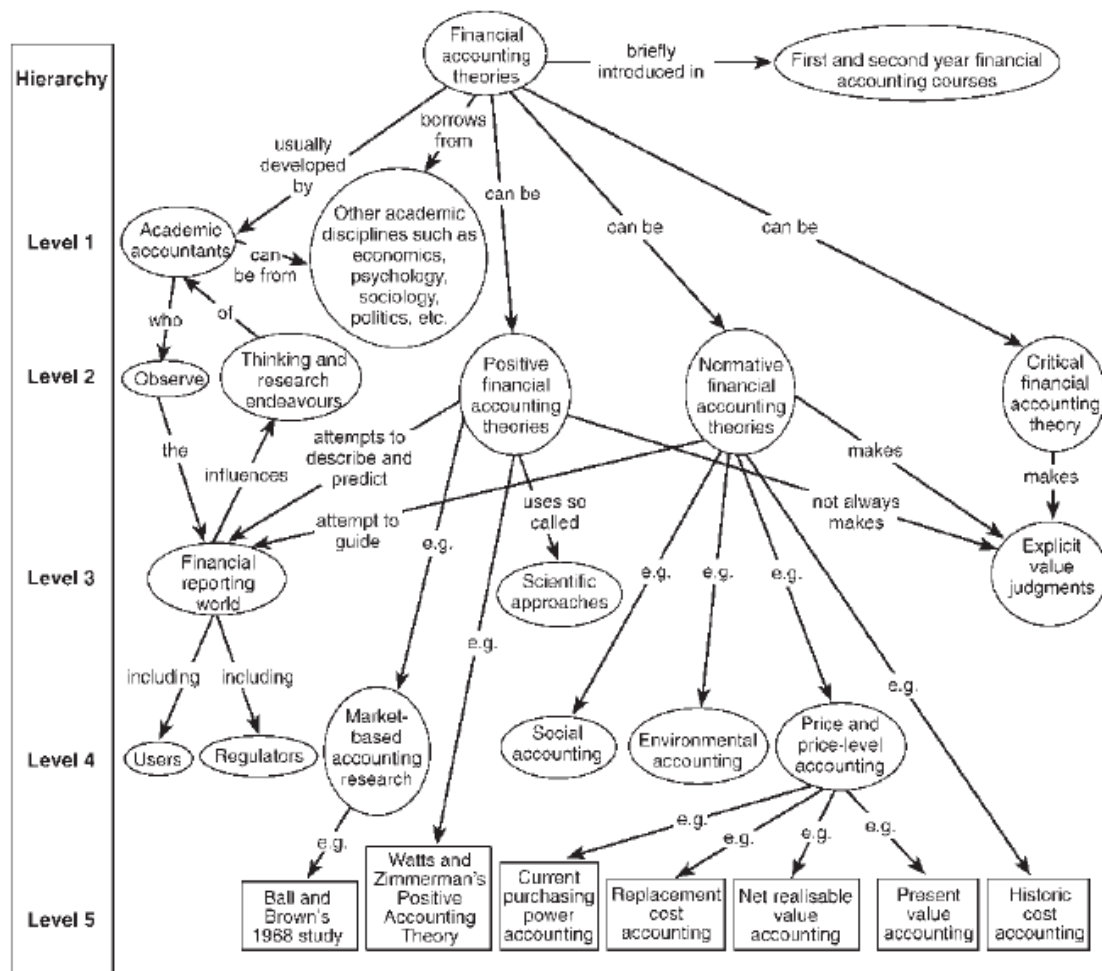 Hierarchy
Financial
accounting
theories
briefly
introduced in
First and second year financial
accounting courses
usually
developed
by
borrows
from
can be
can be
can be
Level 1
Academic
accountants
can
be from
Other academic
disciplines such as
economics,
psychology,
sociology,
politics, etc.
who
of
Level 2
Observe
Thinking and
research
endeavours
Positive
financial
accounting
theories
Normative
financial
accounting
theories
Critical
financial
accounting
theory
the
influences
attempts to
describe and
predict
attempt to
guide
e.g.
uses so
called
makes
not always
makes
makes
Level 3
Financial
reporting
world
Scientific
approaches
e.g.
e.g.
e.g.
Explicit
value
judgments
including
including
e.g.
e.g.
Level 4
Users
Regulators
Market-
based
accounting
research
Social
accounting
Environmental
accounting
Price and
price-level
accounting
e.g.
e.g.
e.g.
e.g.
e.g.
Level 5
Ball and
Brown's
1968 study
Watts and
Zimmerman's
Positive
Accounting
Theory
Current
purchasing
power
accounting
Replacement
cost
accounting
Net realisable
value
accounting
Present
value
accounting
Historic
cost
accounting